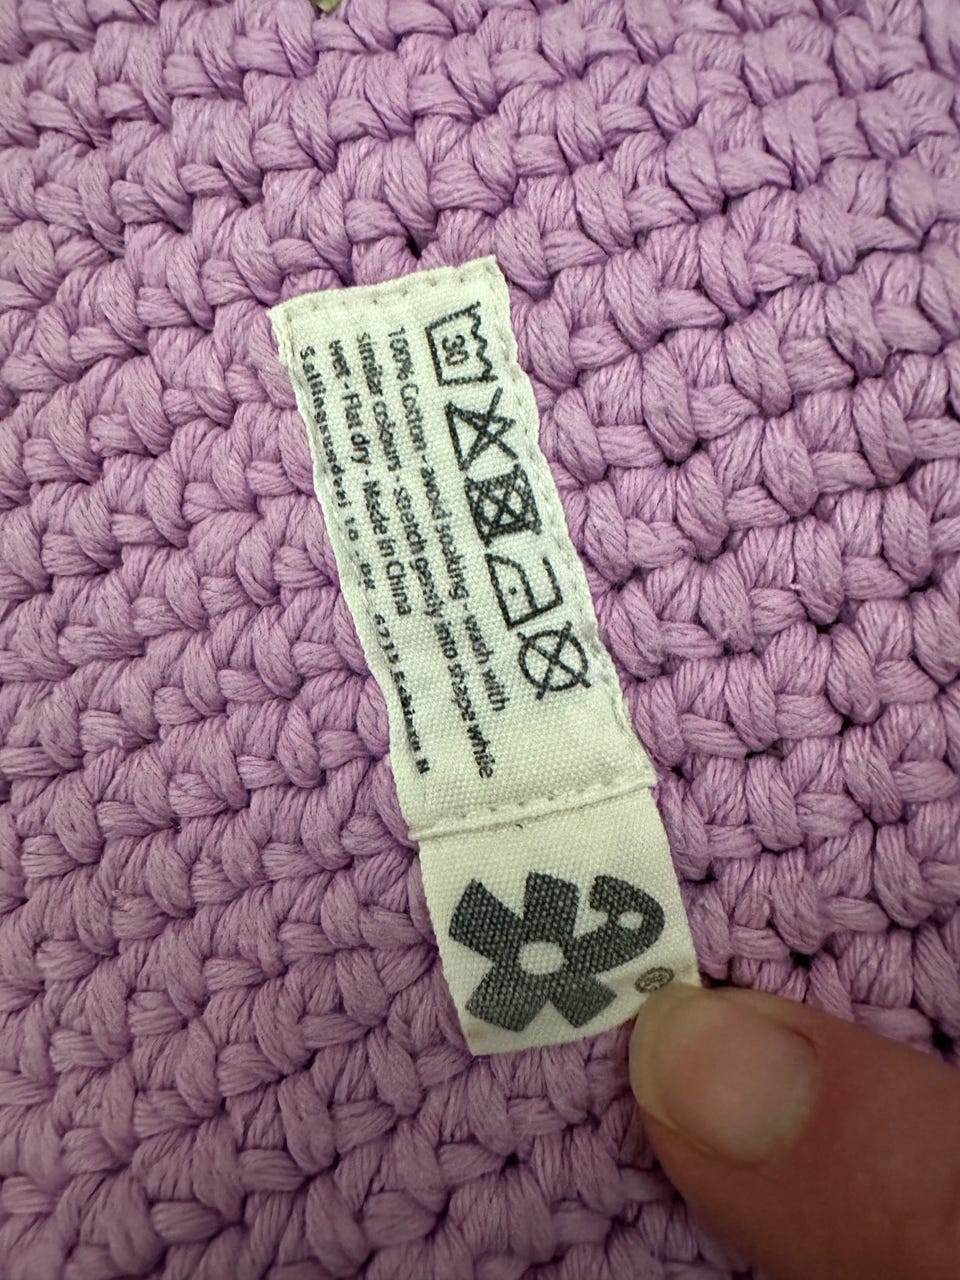 30
100% Cotton - avoid soaking - wash with
similar colours - stretch gently into shape while
wet - Flat dry - Made in China